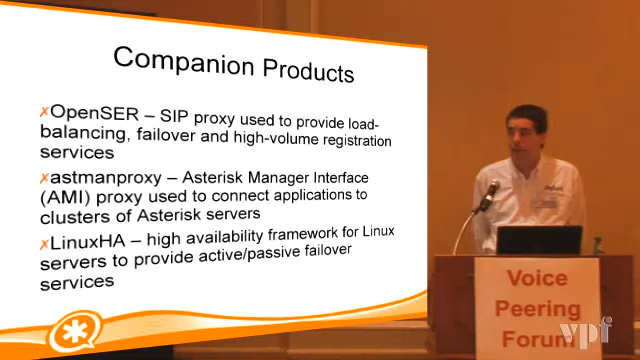 Companion Products
✗OpenSER – SIP proxy used to provide load-
balancing, failover and high-volume registration
services
✗astmanproxy – Asterisk Manager Interface
(AMI) proxy used to connect applications to
clusters of Asterisk servers
✗LinuxHA – high availability framework for Linux
servers to provide active/passive failover
services
Voice
Peering
Forum
vpf